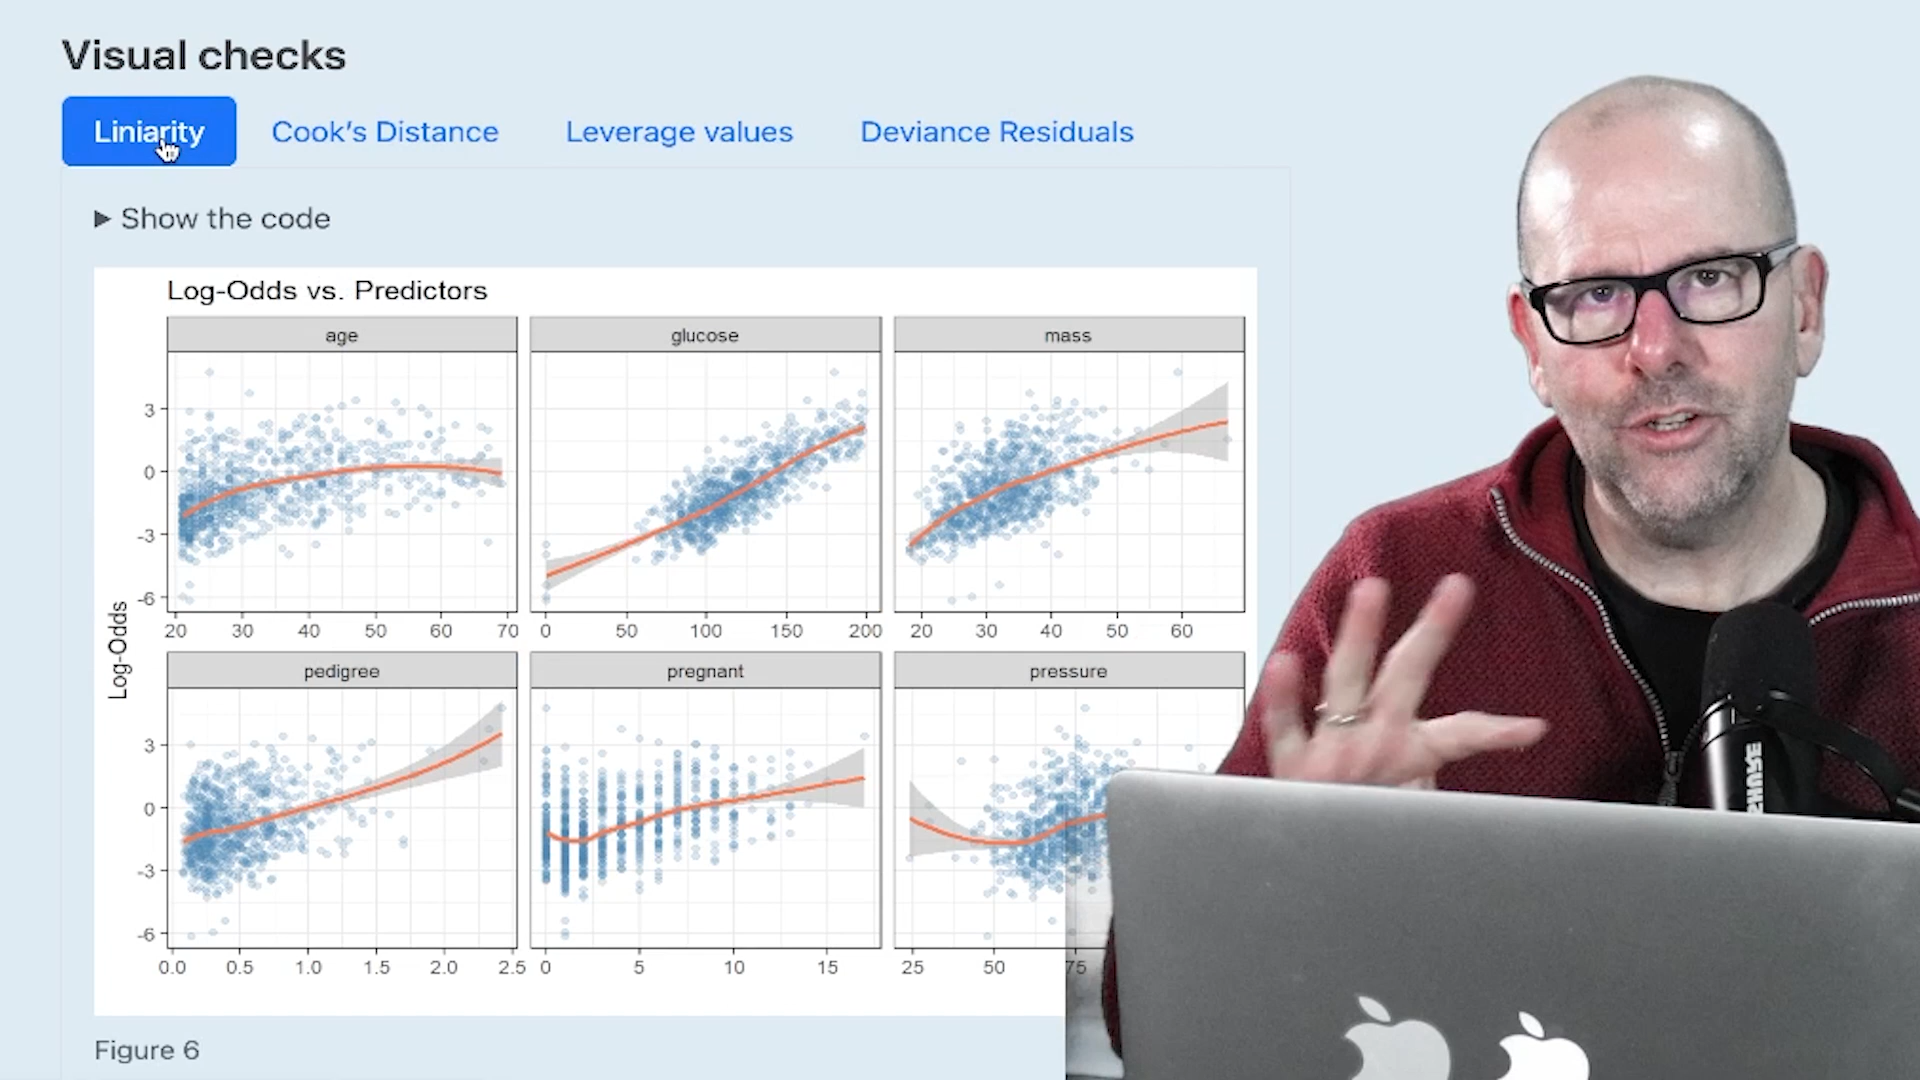 Visual checks
Liniarity Cook's Distance Leverage values Deviance Residuals
▶ Show the code
Log-Odds vs. Predictors
age glucose mass
3
0
-3
-6
20 30 40 50 60 70 0 50 100 150 200 20 30 40 50 60
Log-Odds
pedigree pregnant pressure
3
0
-3
-6
0.0 0.5 1.0 1.5 2.0 2.5 0 5 10 15 25 50 75
Figure 6
SHURE